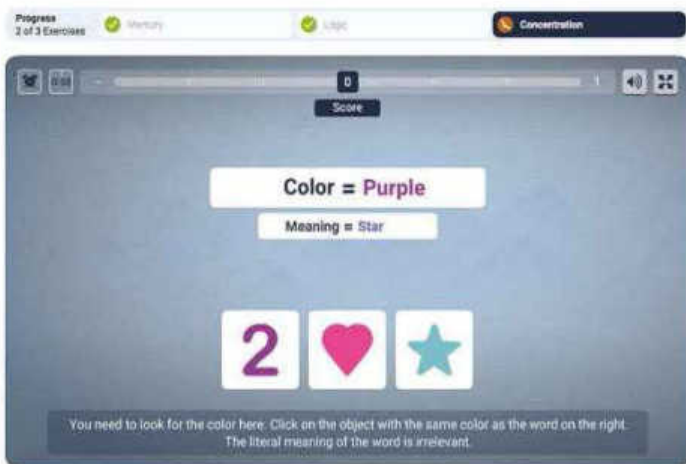 Progress
2 of 3 Exercises
Memory
Logic
Concentration
0
1
Score
Color = Purple
Meaning = Star
2
You need to look for the color here. Click on the object with the same color as the word on the right.
The literal meaning of the word is irrelevant.